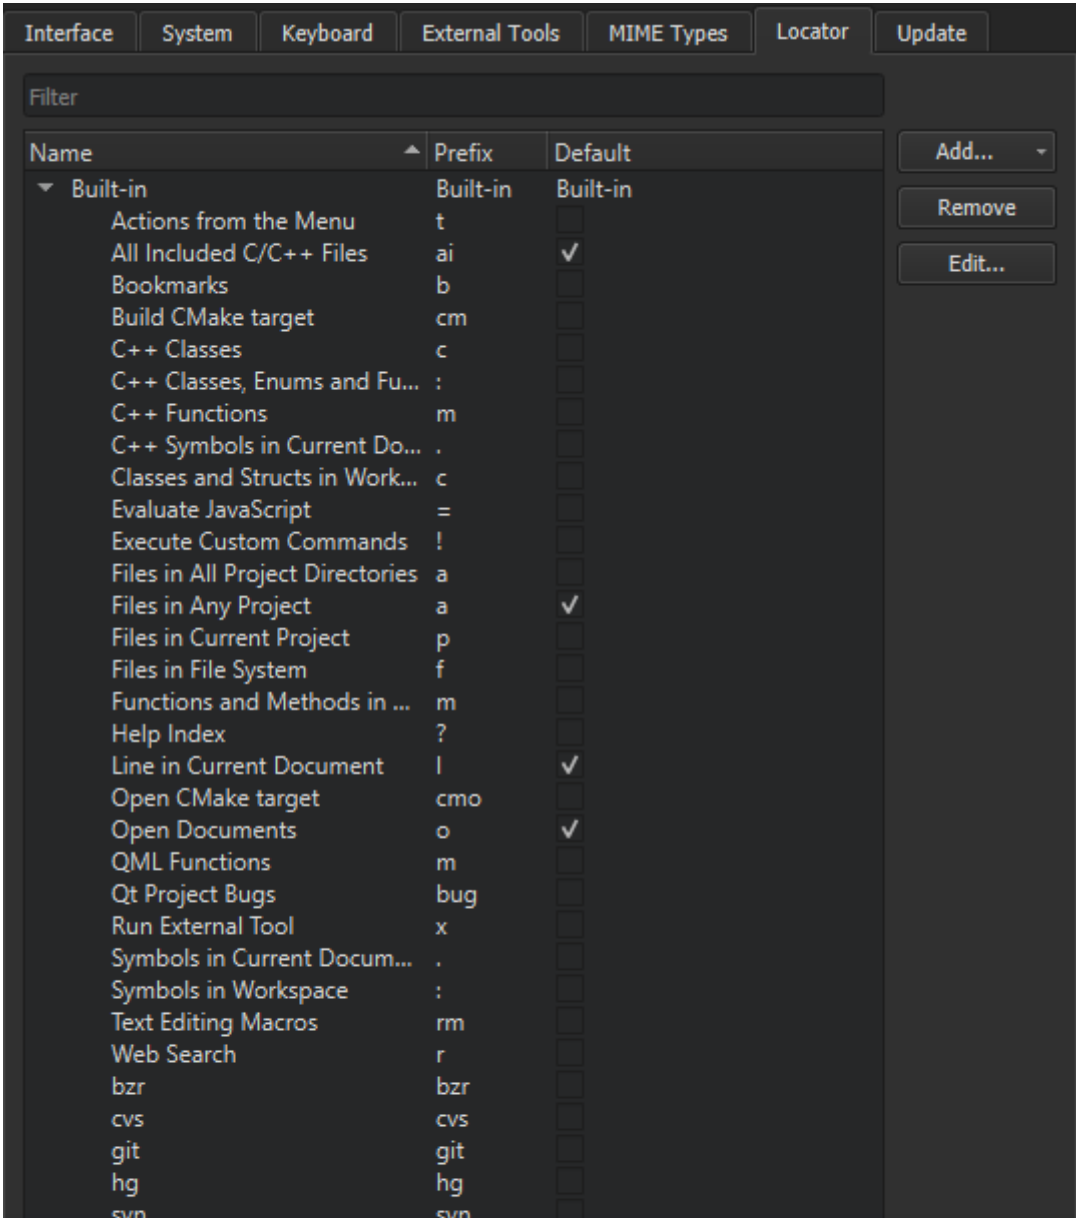 Interface System Keyboard External Tools MIME Types Locator Update
Filter
Name Prefix Default Add...
Built-in Built-in Built-in
Remove
Actions from the Menu t
All Included C/C++ Files ai
Edit...
Bookmarks b
Build CMake target cm
C++ Classes c
C++ Classes, Enums and Fu... :
C++ Functions m
C++ Symbols in Current Do... .
Classes and Structs in Work... c
Evaluate JavaScript =
Execute Custom Commands !
Files in All Project Directories a
Files in Any Project a
Files in Current Project p
Files in File System f
Functions and Methods in ... m
Help Index ?
Line in Current Document l
Open CMake target cmo
Open Documents o
QML Functions m
Qt Project Bugs bug
Run External Tool x
Symbols in Current Docum... .
Symbols in Workspace :
Text Editing Macros rm
Web Search r
bzr bzr
cvs cvs
git git
hg hg
svn svn